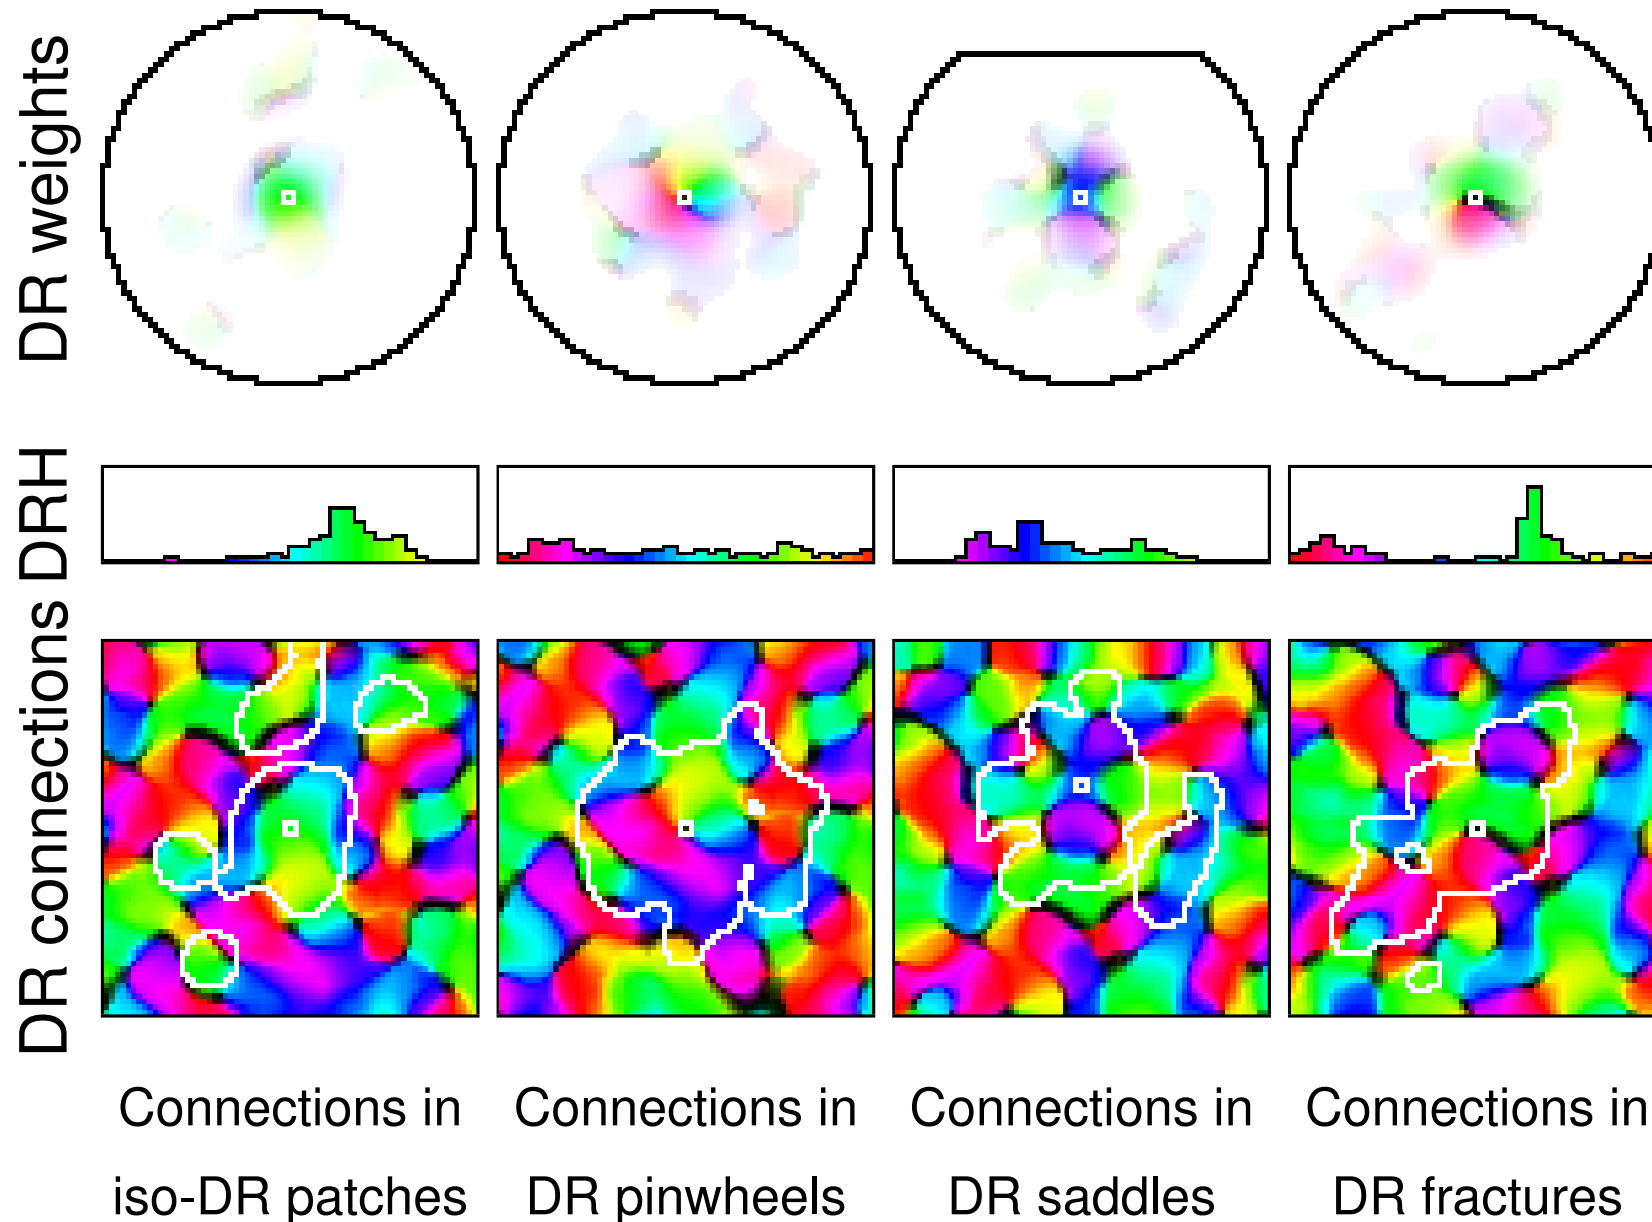 DR weights
DRH
DR connections
Connections in
iso-DR patches
Connections in
DR pinwheels
Connections in
DR saddles
Connections in
DR fractures